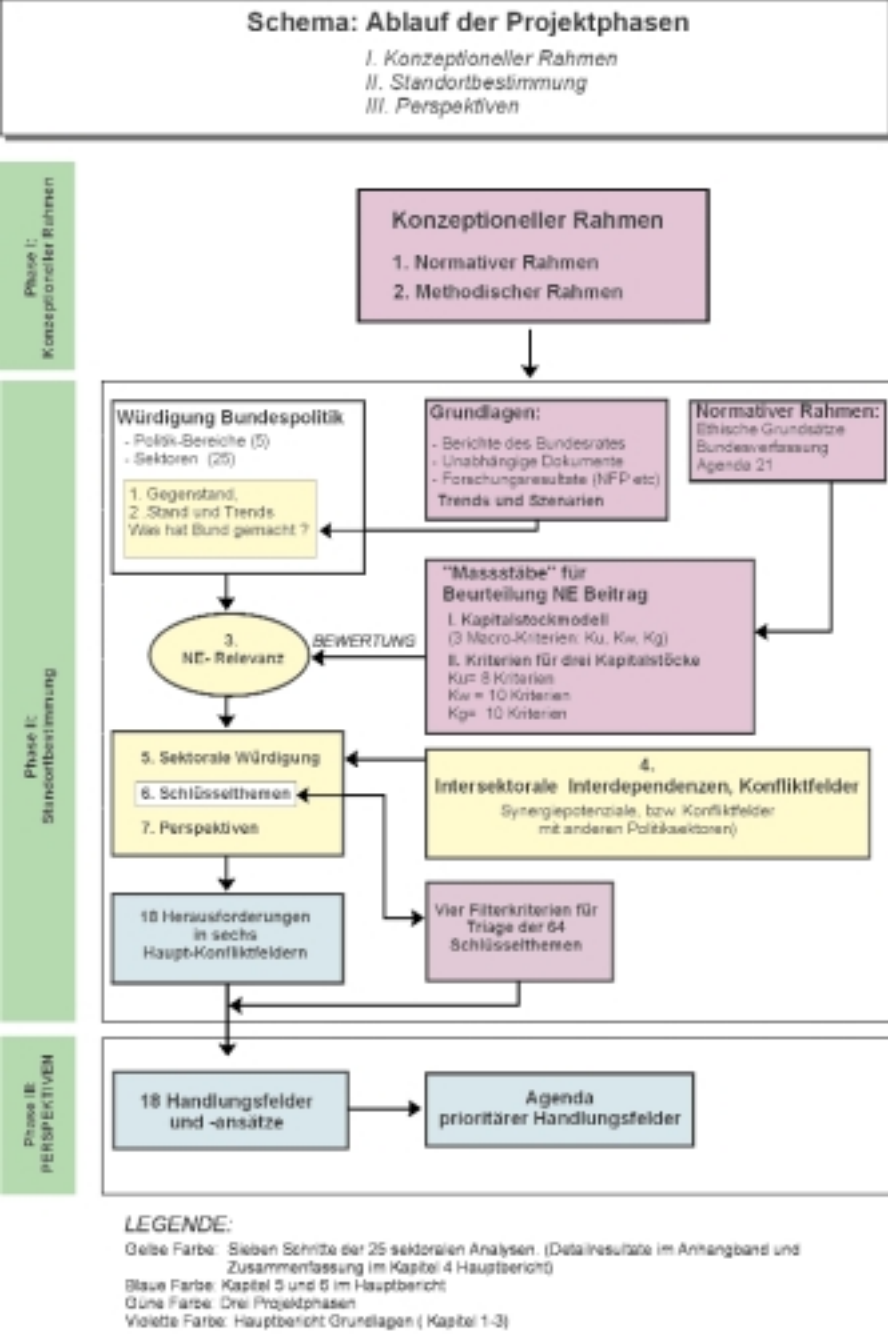 Schema: Ablauf der Projektphasen
I. Konzeptioneller Rahmen
II. Standortbestimmung
III. Perspektiven
Phase I:
Konzeptioneller Rahmen
Konzeptioneller Rahmen
1. Normativer Rahmen
2. Methodischer Rahmen
Phase II:
Standortbestimmung
Würdigung Bundespolitik
- Politik-Bereiche (5)
- Sektoren (25)
1. Gegenstand,
2. Stand und Trends
Was hat Bund gemacht ?
Grundlagen:
- Berichte des Bundesrates
- Unabhängige Dokumente
- Forschungsresultate (NFP etc)
Trends und Szenarien
Normativer Rahmen:
Ethische Grundsätze
Bundesverfassung
Agenda 21
"Massstäbe" für
Beurteilung NE Beitrag
I. Kapitalstockmodell
(3 Macro-Kriterien: Ku, Kw, Kg)
II. Kriterien für drei Kapitalstöcke
Ku= 8 Kriterien
Kw = 10 Kriterien
Kg= 10 Kriterien
BEWERTUNG
3.
NE- Relevanz
5. Sektorale Würdigung
6. Schlüsselthemen
7. Perspektiven
4.
Intersektorale Interdependenzen, Konfliktfelder
Synergiepotenziale, bzw. Konfliktfelder
mit anderen Politiksektoren)
18 Herausforderungen
in sechs
Haupt-Konfliktfeldern
Vier Filterkriterien für
Triage der 64
Schlüsselthemen
Phase III:
PERSPEKTIVEN
18 Handlungsfelder
und -ansätze
Agenda
prioritärer Handlungsfelder
LEGENDE:
Gelbe Farbe: Sieben Schritte der 25 sektoralen Analysen. (Detailresultate im Anhangband und
Zusammenfassung im Kapitel 4 Hauptbericht)
Blaue Farbe: Kapitel 5 und 6 im Hauptbericht
Güne Farbe: Drei Projektphasen
Violette Farbe: Hauptbericht Grundlagen ( Kapitel 1-3)